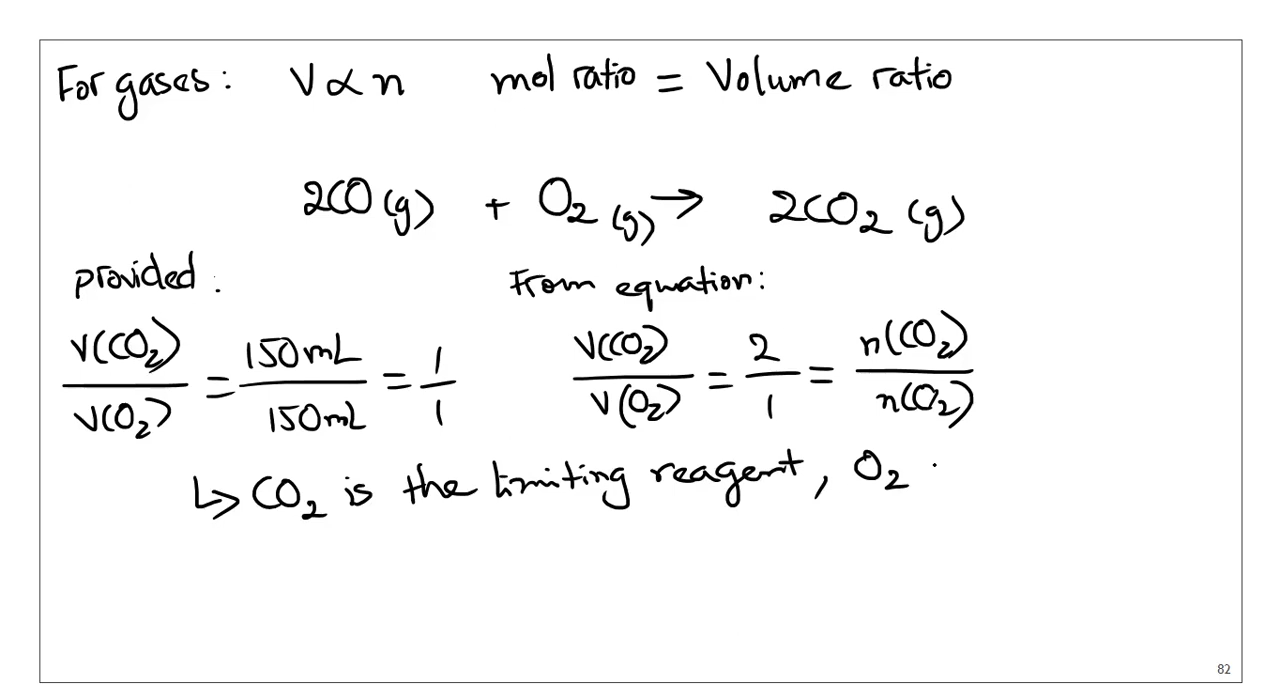 For gases: V ∝ n mol ratio = Volume ratio
2CO (g) + O₂ (g) → 2CO₂ (g)
provided: From equation:
V(CO₂)/V(O₂) = 150mL/150mL = 1/1 V(CO₂)/V(O₂) = 2/1 = n(CO₂)/n(O₂)
↳ CO₂ is the limiting reagent, O₂
82